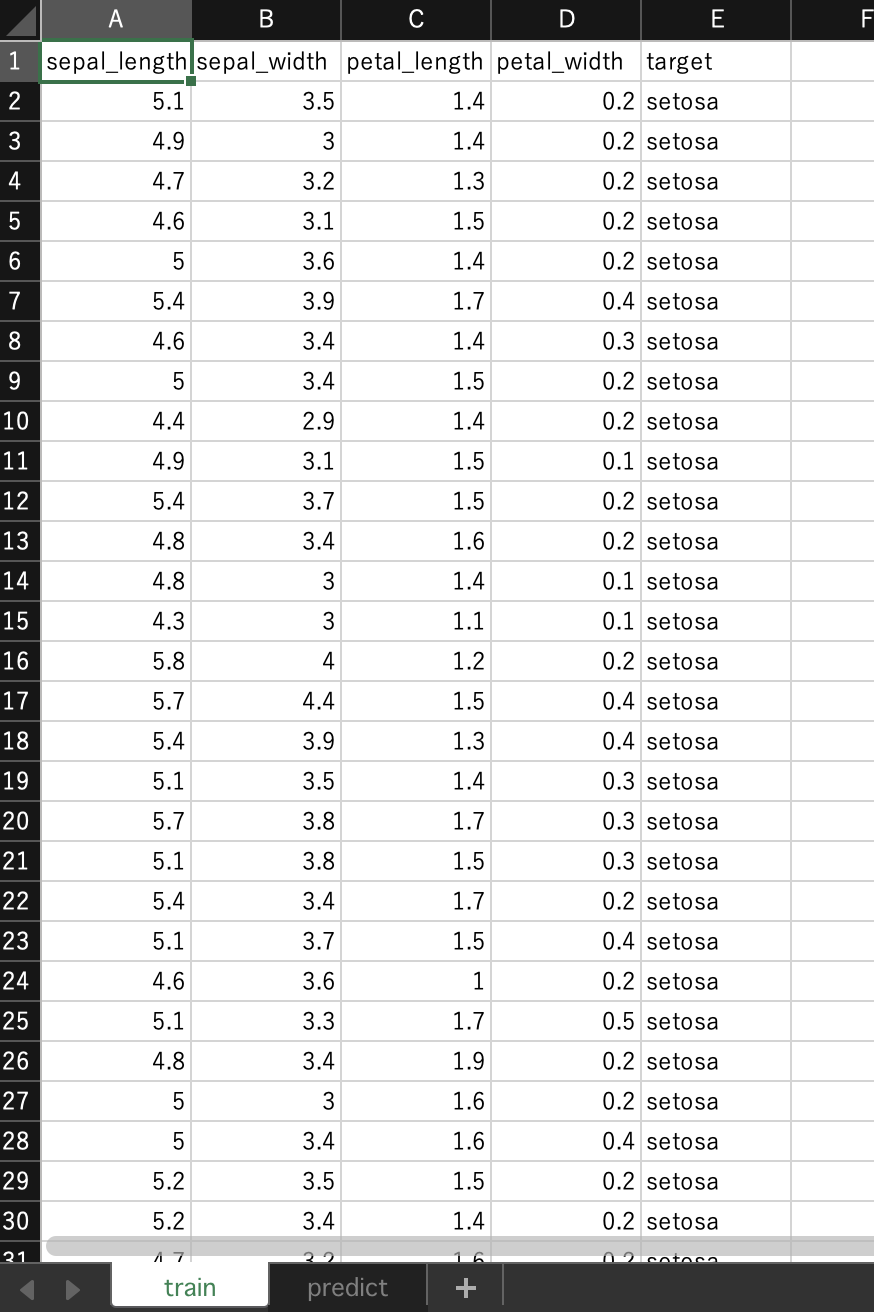 A B C D E F
1 sepal_length sepal_width petal_length petal_width target
2 5.1 3.5 1.4 0.2 setosa
3 4.9 3 1.4 0.2 setosa
4 4.7 3.2 1.3 0.2 setosa
5 4.6 3.1 1.5 0.2 setosa
6 5 3.6 1.4 0.2 setosa
7 5.4 3.9 1.7 0.4 setosa
8 4.6 3.4 1.4 0.3 setosa
9 5 3.4 1.5 0.2 setosa
10 4.4 2.9 1.4 0.2 setosa
11 4.9 3.1 1.5 0.1 setosa
12 5.4 3.7 1.5 0.2 setosa
13 4.8 3.4 1.6 0.2 setosa
14 4.8 3 1.4 0.1 setosa
15 4.3 3 1.1 0.1 setosa
16 5.8 4 1.2 0.2 setosa
17 5.7 4.4 1.5 0.4 setosa
18 5.4 3.9 1.3 0.4 setosa
19 5.1 3.5 1.4 0.3 setosa
20 5.7 3.8 1.7 0.3 setosa
21 5.1 3.8 1.5 0.3 setosa
22 5.4 3.4 1.7 0.2 setosa
23 5.1 3.7 1.5 0.4 setosa
24 4.6 3.6 1 0.2 setosa
25 5.1 3.3 1.7 0.5 setosa
26 4.8 3.4 1.9 0.2 setosa
27 5 3 1.6 0.2 setosa
28 5 3.4 1.6 0.4 setosa
29 5.2 3.5 1.5 0.2 setosa
30 5.2 3.4 1.4 0.2 setosa
31 4.7 3.2 1.6 0.2 setosa
train predict +